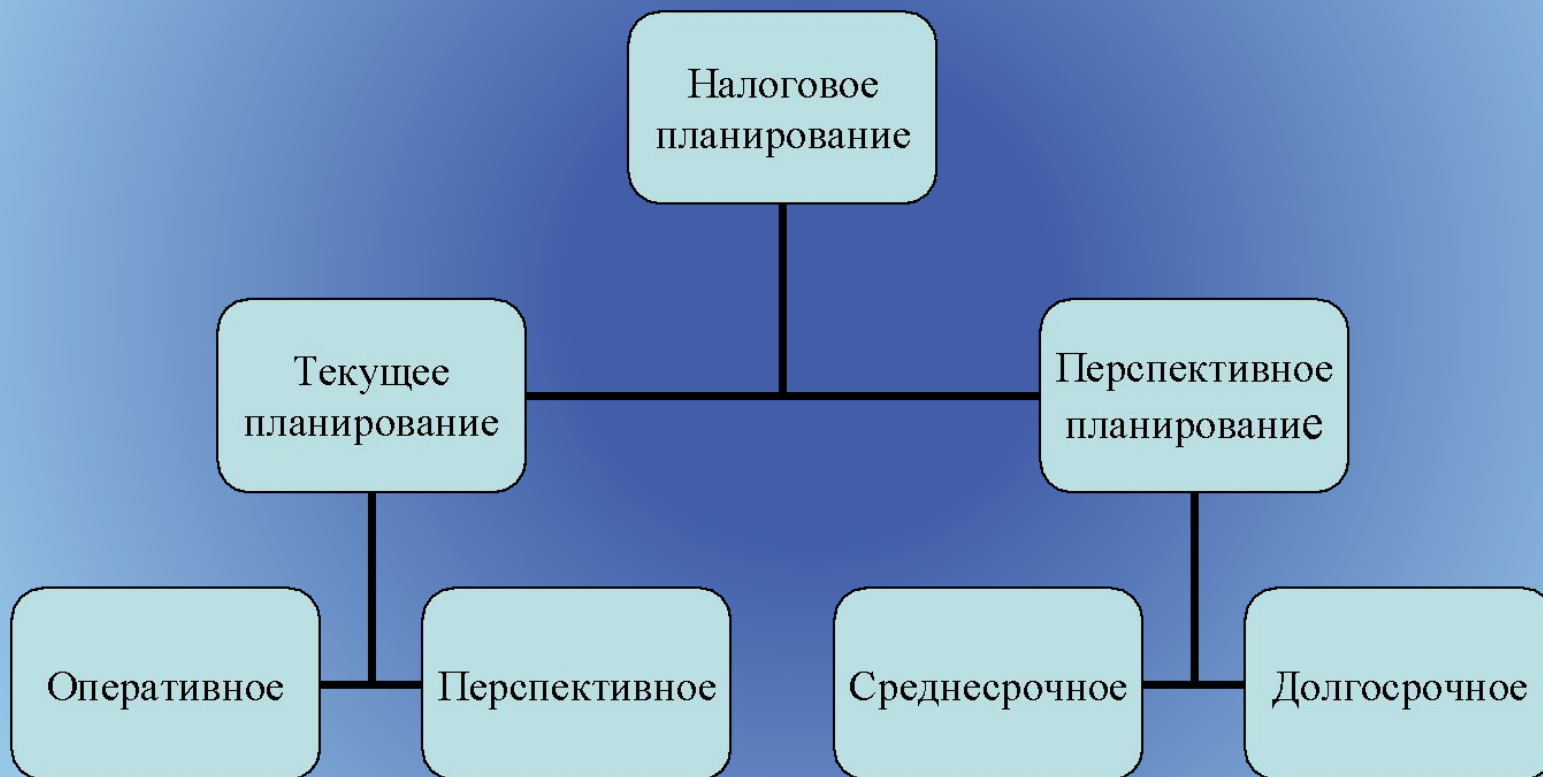 Налоговое
планирование
Текущее
планирование
Перспективное
планирование
Оперативное
Перспективное
Среднесрочное
Долгосрочное